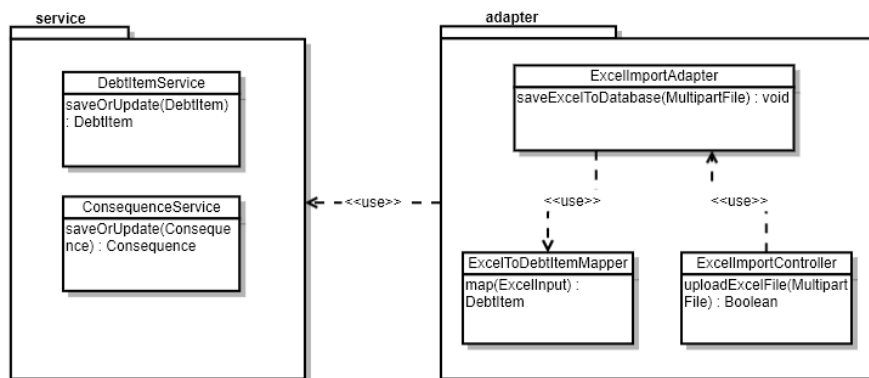 service
DebtItemService
saveOrUpdate(DebtItem)
: DebtItem
ConsequenceService
saveOrUpdate(Conseque
nce) : Consequence
<<use>>
adapter
ExcelImportAdapter
saveExcelToDatabase(MultipartFile) : void
<<use>>
<<use>>
ExcelToDebtItemMapper
map(ExcelInput) :
DebtItem
ExcelImportController
uploadExcelFile(Multipart
File) : Boolean